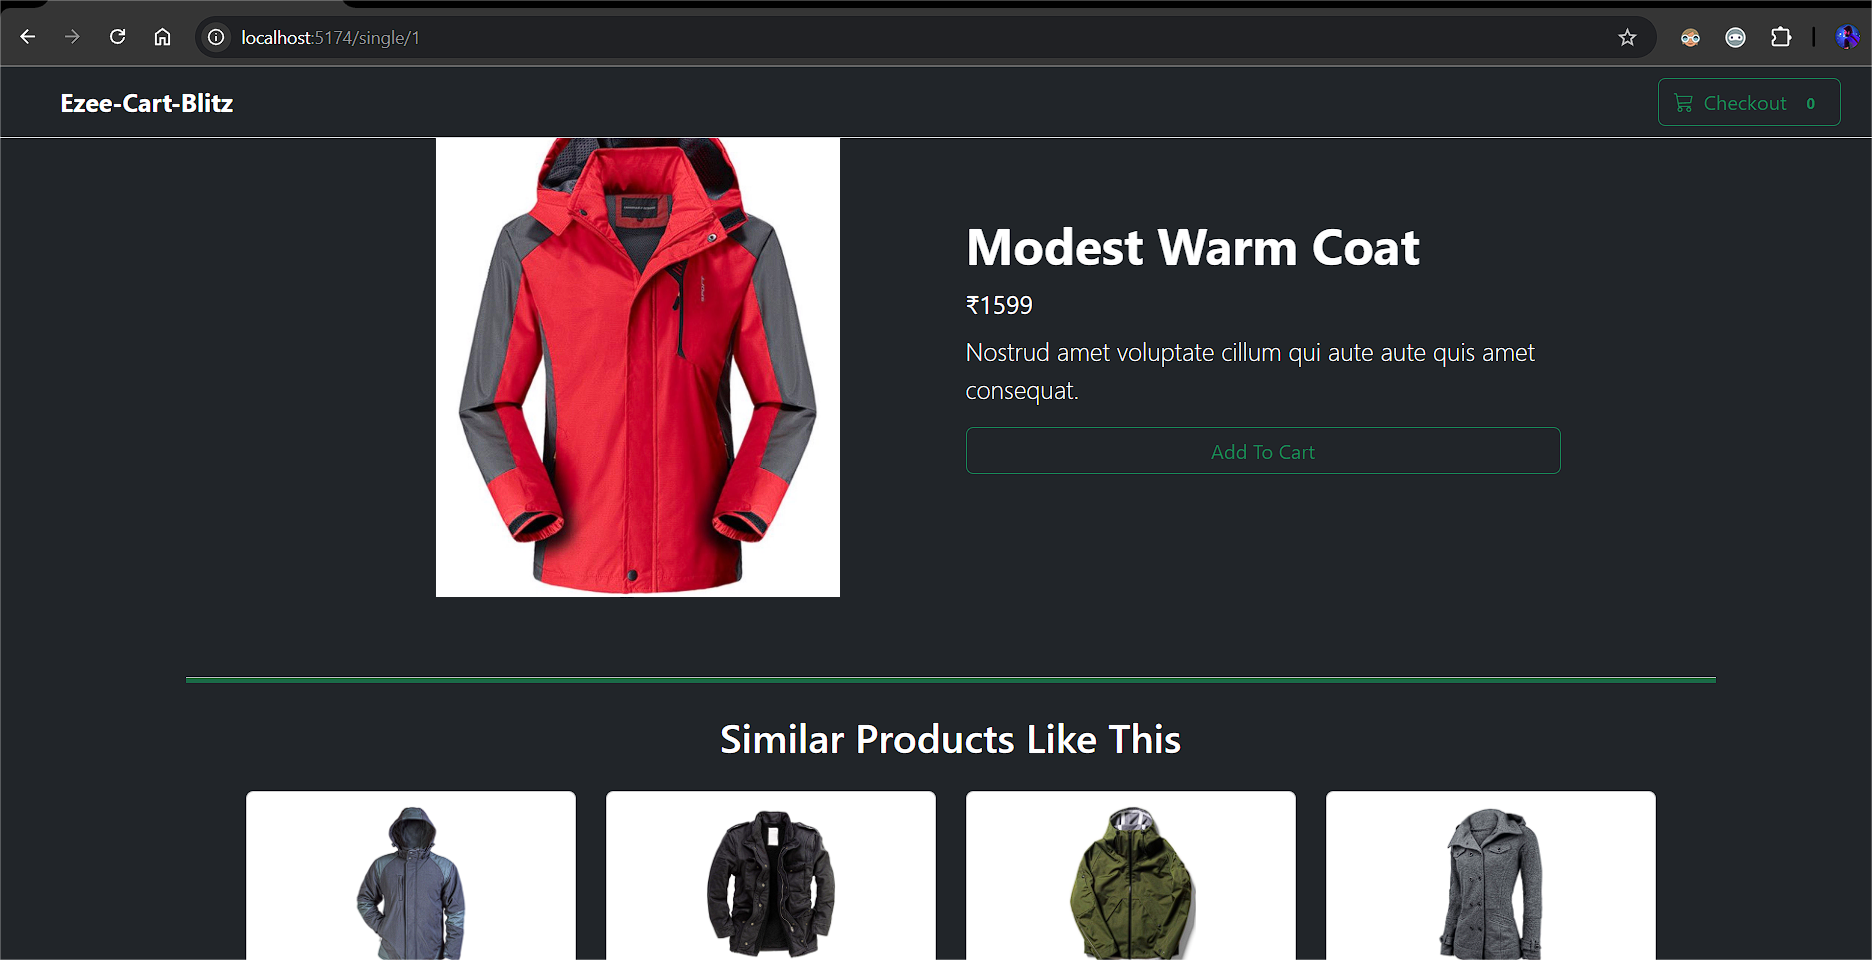 localhost:5174/single/1
Ezee-Cart-Blitz
Checkout 0
Modest Warm Coat
₹1599
Nostrud amet voluptate cillum qui aute aute quis amet
consequat.
Add To Cart
Similar Products Like This